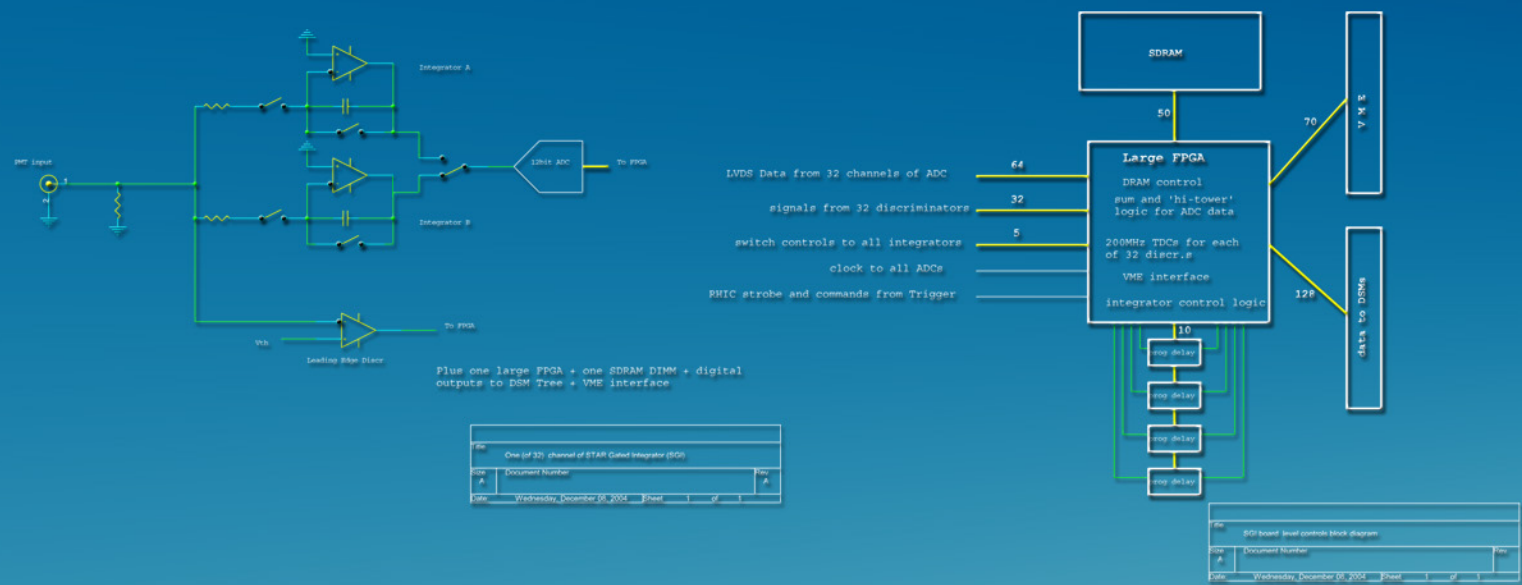 PMT input
1
2
Integrator A
Integrator B
12bit ADC
To FPGA
Vth
Leading Edge Discr
To FPGA
Plus one large FPGA + one SDRAM DIMM + digital
outputs to DSM Tree + VME interface
Title
One (of 32) channel of STAR Gated Integrator (SGI)
Size
A
Document Number
Rev
A
Date: Wednesday, December 08, 2004 Sheet 1 of 1
SDRAM
50
70
VME
Large FPGA
DRAM control
sum and 'hi-tower'
logic for ADC data
200MHz TDCs for each
of 32 discr.s
VME interface
integrator control logic
LVDS Data from 32 channels of ADC
64
signals from 32 discriminators
32
switch controls to all integrators
5
clock to all ADCs
RHIC strobe and commands from Trigger
128
data to DSMs
10
prog delay
prog delay
prog delay
prog delay
Title
SGI board level controls block diagram
Size
A
Document Number
Rev
Date: Wednesday, December 08, 2004 Sheet 1 of 1